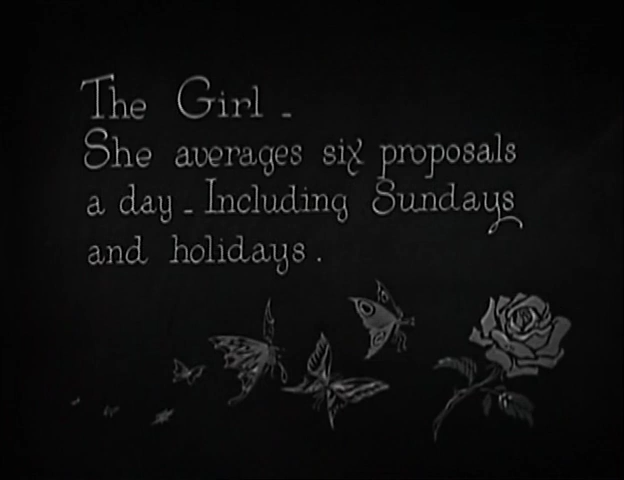 The Girl -
She averages six proposals
a day - Including Sundays
and holidays.